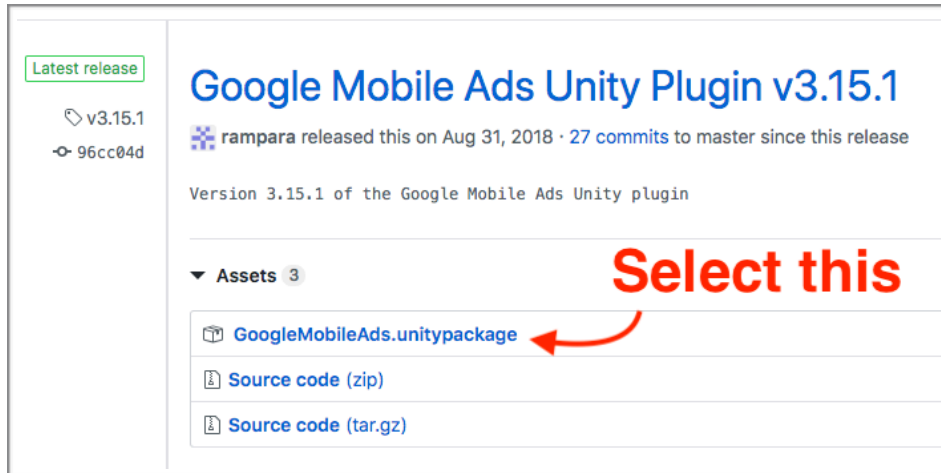 Latest release
v3.15.1
96cc04d
Google Mobile Ads Unity Plugin v3.15.1
rampara released this on Aug 31, 2018 · 27 commits to master since this release
Version 3.15.1 of the Google Mobile Ads Unity plugin
Assets 3
Select this
GoogleMobileAds.unitypackage
Source code (zip)
Source code (tar.gz)